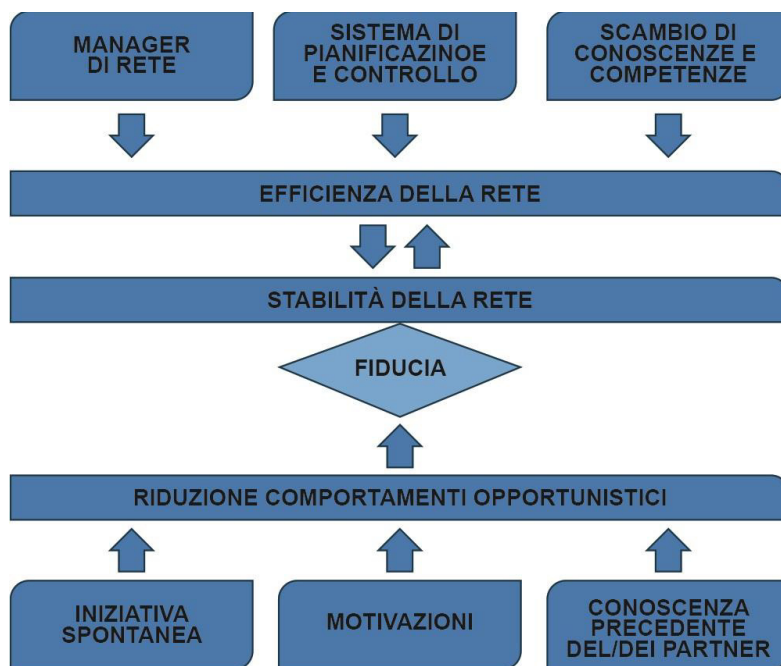 MANAGER
DI RETE
SISTEMA DI
PIANIFICAZINOE
E CONTROLLO
SCAMBIO DI
CONOSCENZE E
COMPETENZE
EFFICIENZA DELLA RETE
STABILITÀ DELLA RETE
FIDUCIA
RIDUZIONE COMPORTAMENTI OPPORTUNISTICI
INIZIATIVA
SPONTANEA
MOTIVAZIONI
CONOSCENZA
PRECEDENTE
DEL/DEI PARTNER